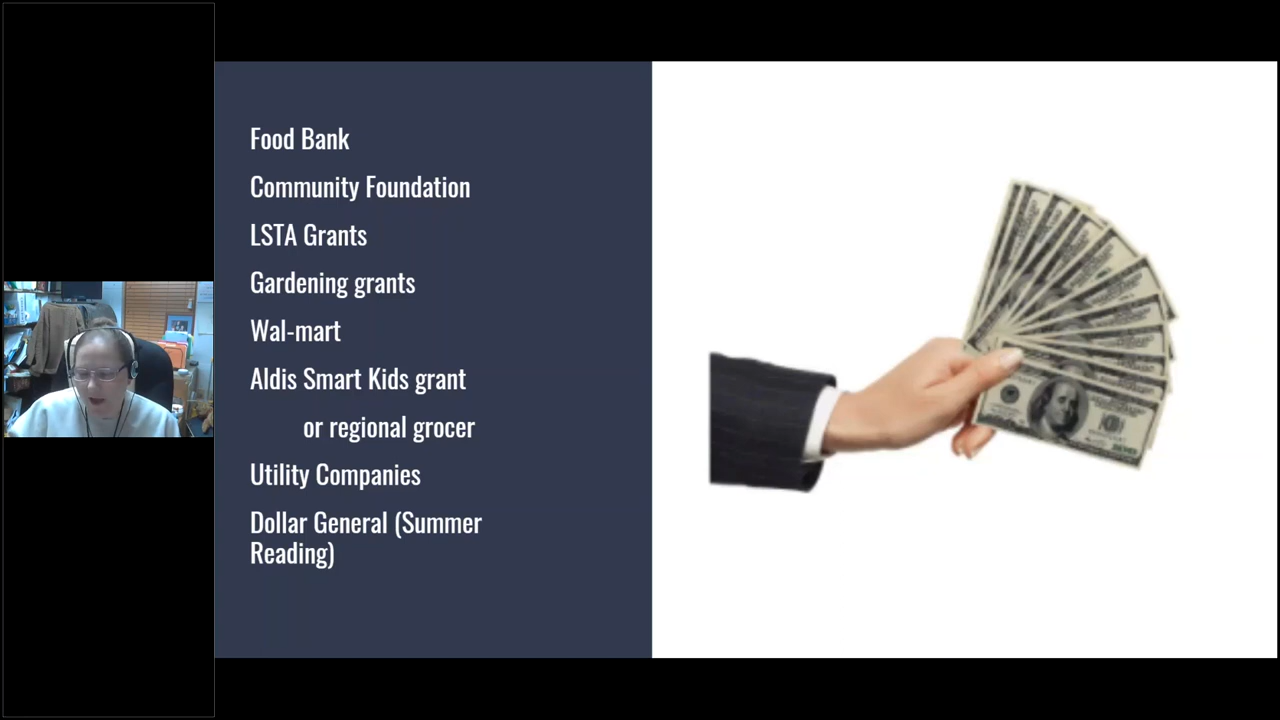 Food Bank
Community Foundation
LSTA Grants
Gardening grants
Wal-mart
Aldis Smart Kids grant
or regional grocer
Utility Companies
Dollar General (Summer
Reading)